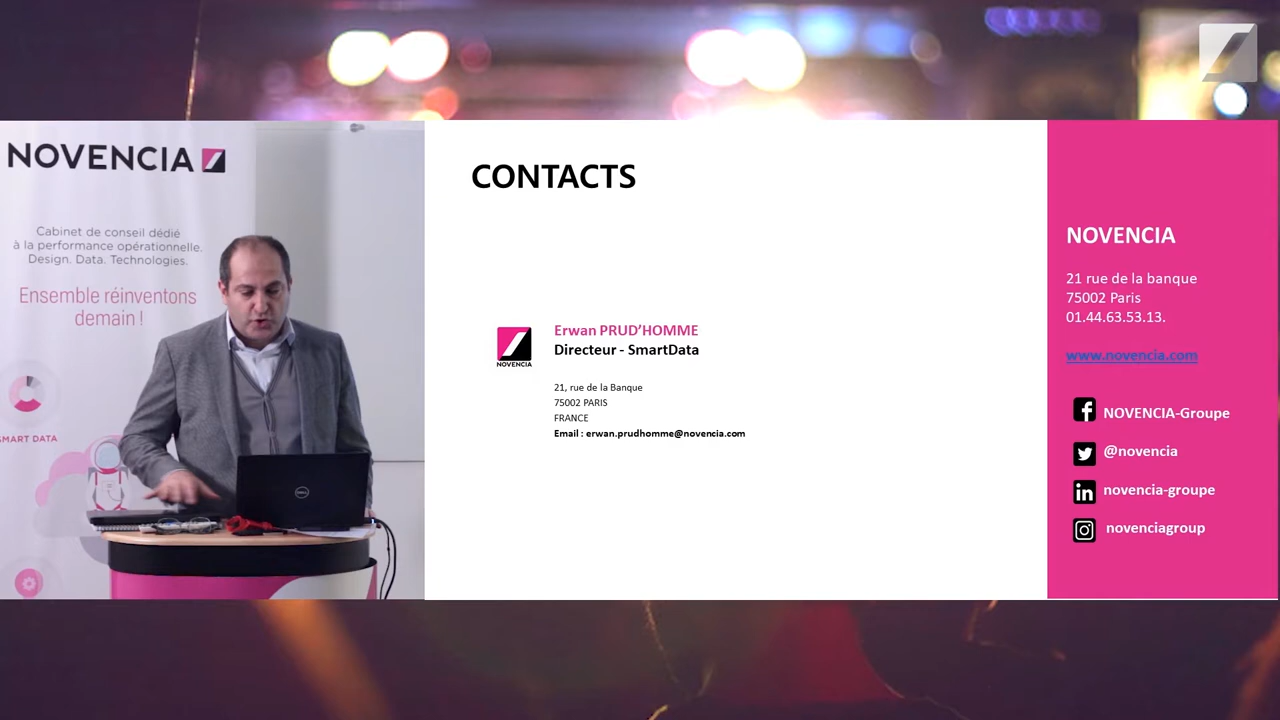 NOVENCIA
Cabinet de conseil dédié
à la performance opérationnelle.
Design. Data. Technologies.
Ensemble réinventons
demain !
SMART DATA
DELL
CONTACTS
NOVENCIA
Erwan PRUD'HOMME
Directeur - SmartData
21, rue de la Banque
75002 PARIS
FRANCE
Email : erwan.prudhomme@novencia.com
NOVENCIA
21 rue de la banque
75002 Paris
01.44.63.53.13.
www.novencia.com
NOVENCIA-Groupe
@novencia
novencia-groupe
novenciagroup